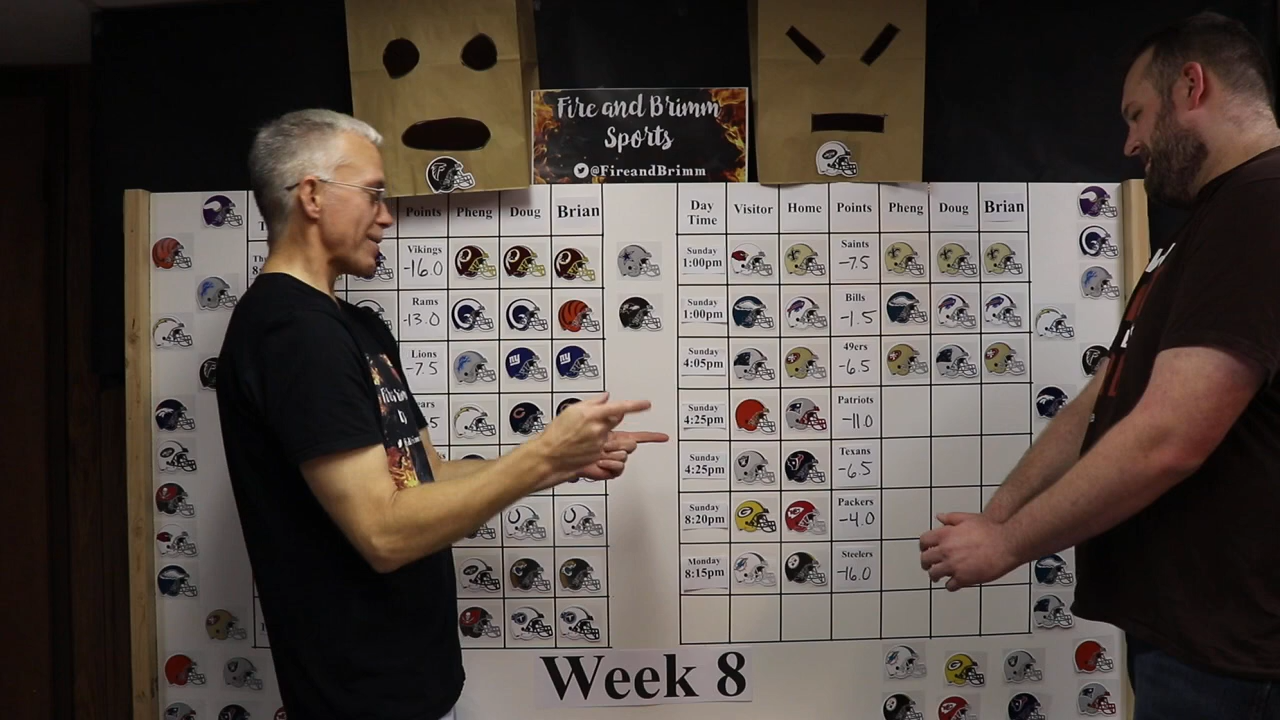 Fire and Brimm
Sports
@FireandBrimm
Points Pheng Doug Brian
Vikings
-16.0
Rams
-13.0
Lions
-7.5
Day
Time Visitor Home Points Pheng Doug Brian
Sunday
1:00pm
Saints
-7.5
Sunday
1:00pm
Bills
-1.5
Sunday
4:05pm
49ers
-6.5
Sunday
4:25pm
Patriots
-11.0
Sunday
4:25pm
Texans
-6.5
Sunday
8:20pm
Packers
-4.0
Monday
8:15pm
Steelers
-16.0
Week 8